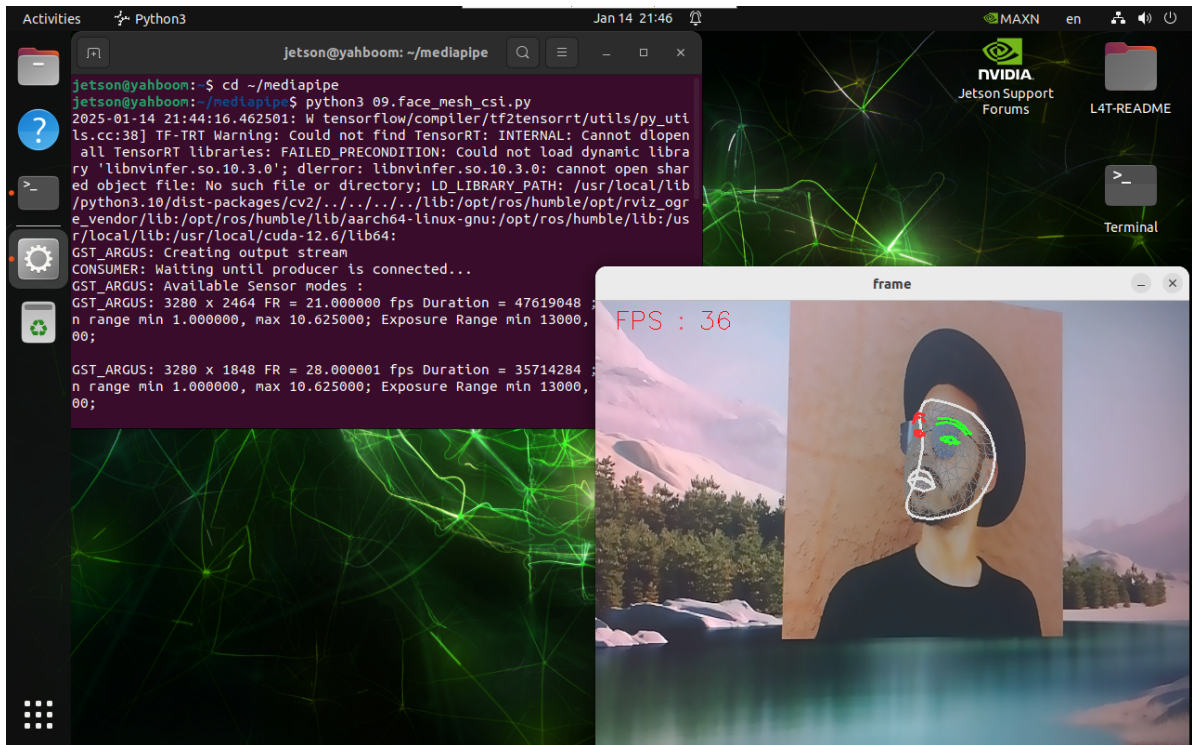 Activities
Python3
Jan 14 21:46
MAXN
en
jetson@yahboom: ~/mediapipe
jetson@yahboom:~$ cd ~/mediapipe
jetson@yahboom:~/mediapipe$ python3 09.face_mesh_csi.py
2025-01-14 21:44:16.462501: W tensorflow/compiler/tf2tensorrt/utils/py_uti
ls.cc:38] TF-TRT Warning: Could not find TensorRT: INTERNAL: Cannot dlopen
all TensorRT libraries: FAILED_PRECONDITION: Could not load dynamic libra
ry 'libnvinfer.so.10.3.0'; dlerror: libnvinfer.so.10.3.0: cannot open shar
ed object file: No such file or directory; LD_LIBRARY_PATH: /usr/local/lib
/python3.10/dist-packages/cv2/../../../../lib:/opt/ros/humble/opt/rviz_ogr
e_vendor/lib:/opt/ros/humble/lib/aarch64-linux-gnu:/opt/ros/humble/lib:/us
r/local/lib:/usr/local/cuda-12.6/lib64:
GST_ARGUS: Creating output stream
CONSUMER: Waiting until producer is connected...
GST_ARGUS: Available Sensor modes :
GST_ARGUS: 3280 x 2464 FR = 21.000000 fps Duration = 47619048 ;
n range min 1.000000, max 10.625000; Exposure Range min 13000,
00;
GST_ARGUS: 3280 x 1848 FR = 28.000001 fps Duration = 35714284 ;
n range min 1.000000, max 10.625000; Exposure Range min 13000,
00;
NVIDIA.
Jetson Support
Forums
L4T-README
>_
Terminal
frame
FPS : 36